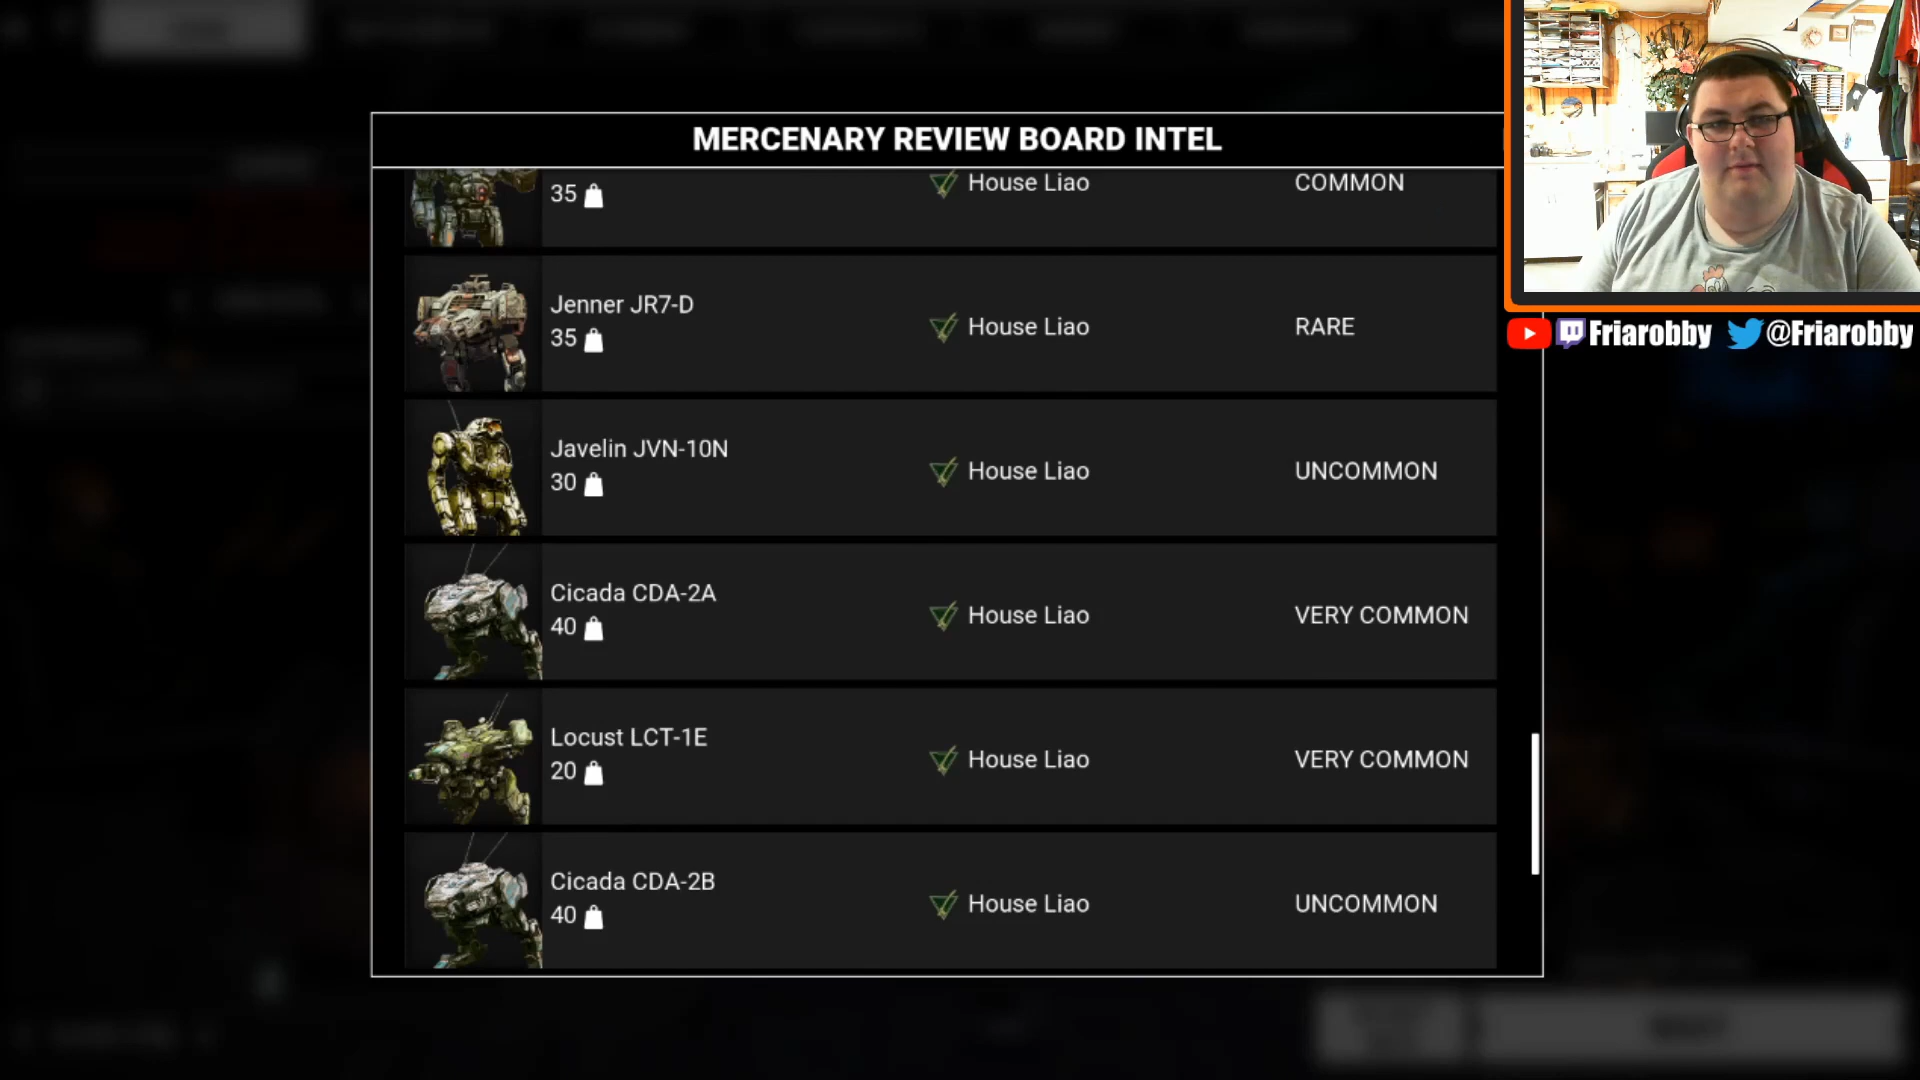 MERCENARY REVIEW BOARD INTEL
35 House Liao COMMON
Jenner JR7-D
35 House Liao RARE
Javelin JVN-10N
30 House Liao UNCOMMON
Cicada CDA-2A
40 House Liao VERY COMMON
Locust LCT-1E
20 House Liao VERY COMMON
Cicada CDA-2B
40 House Liao UNCOMMON
Friarobby @Friarobby